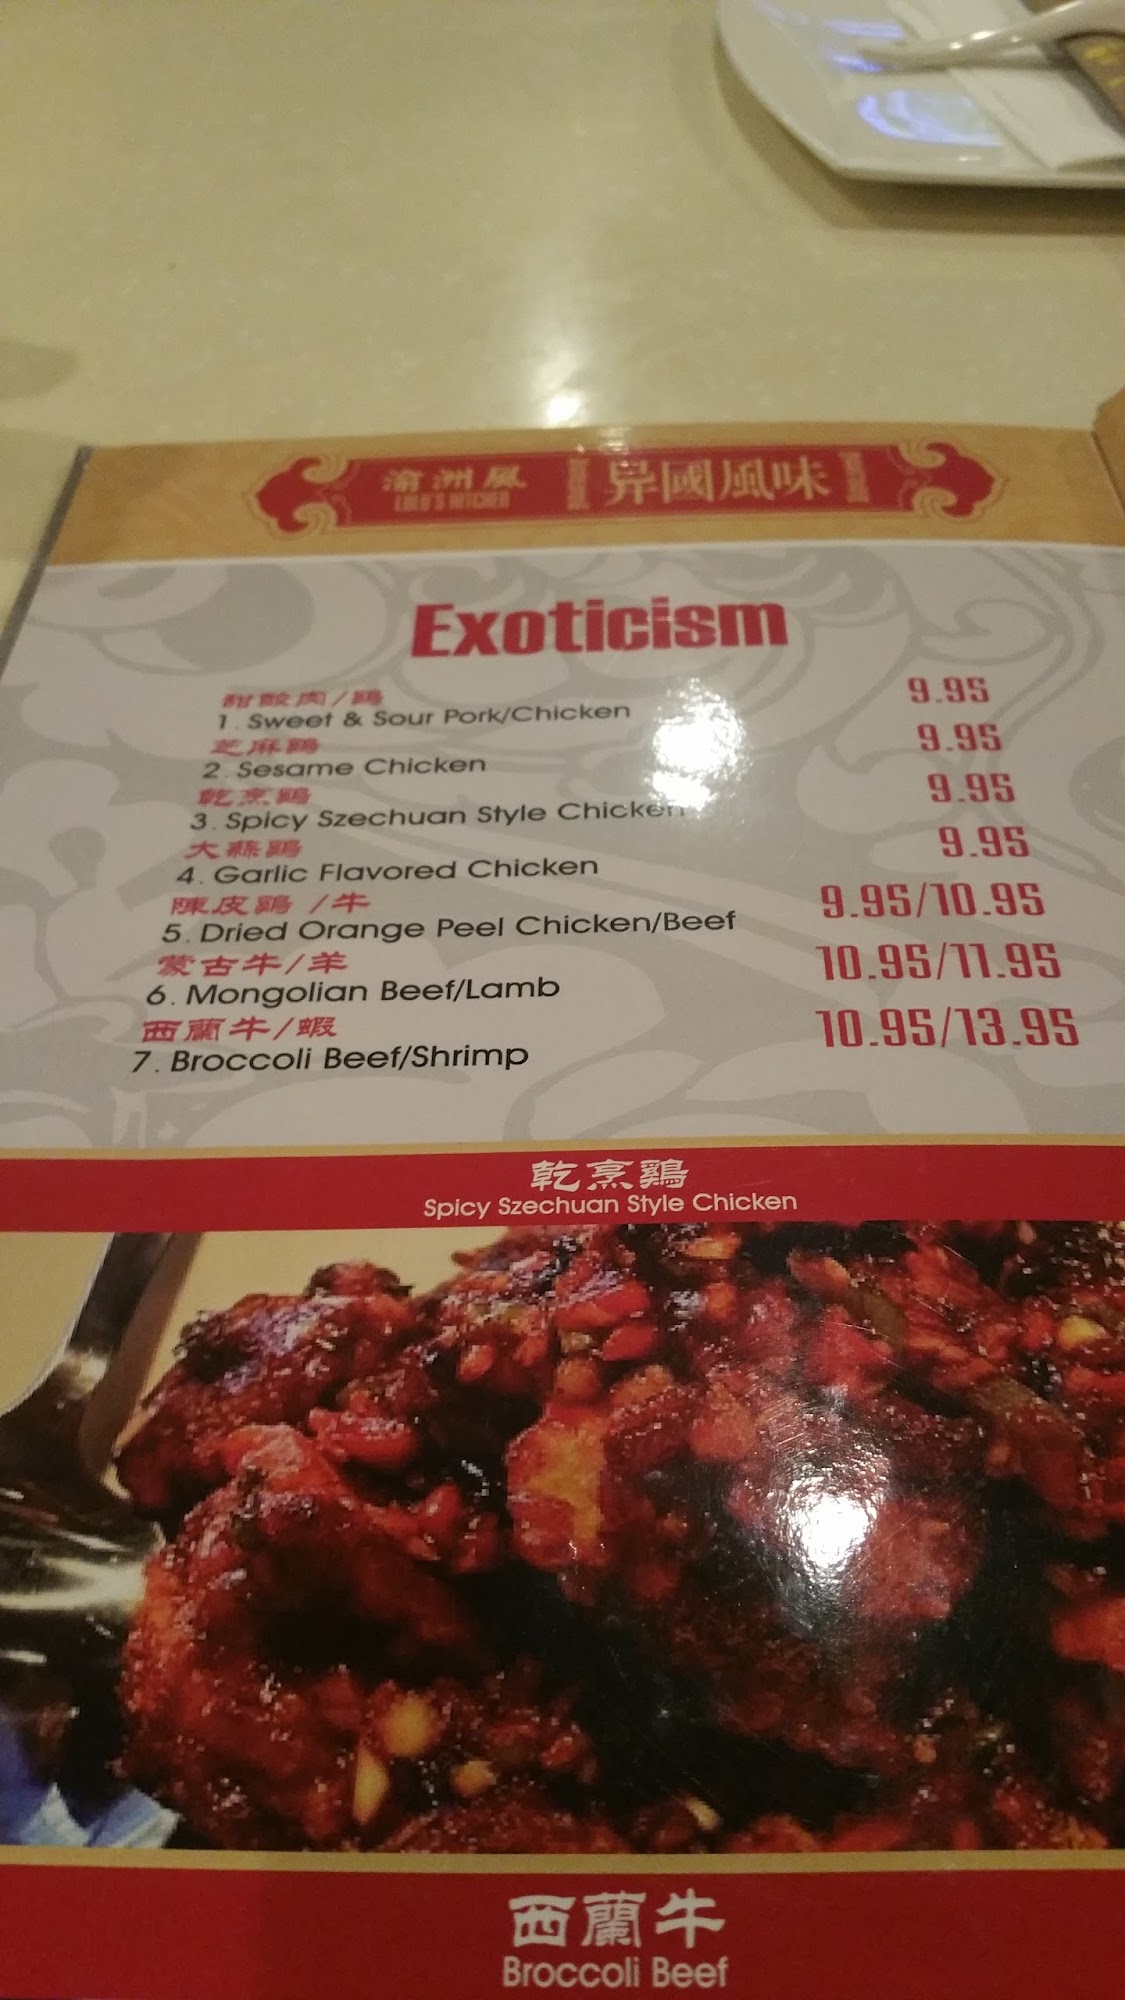 渝洲風 异國風味
LULU'S KITCHEN
Exoticism
甜酸肉/鷄
1. Sweet & Sour Pork/Chicken 9.95
芝麻鷄
2. Sesame Chicken 9.95
乾烹鷄
3. Spicy Szechuan Style Chicken 9.95
大蒜鷄
4. Garlic Flavored Chicken 9.95
陳皮鷄 /牛
5. Dried Orange Peel Chicken/Beef 9.95/10.95
蒙古牛/羊
6. Mongolian Beef/Lamb 10.95/11.95
西蘭牛/蝦
7. Broccoli Beef/Shrimp 10.95/13.95
乾烹鷄
Spicy Szechuan Style Chicken
西蘭牛
Broccoli Beef